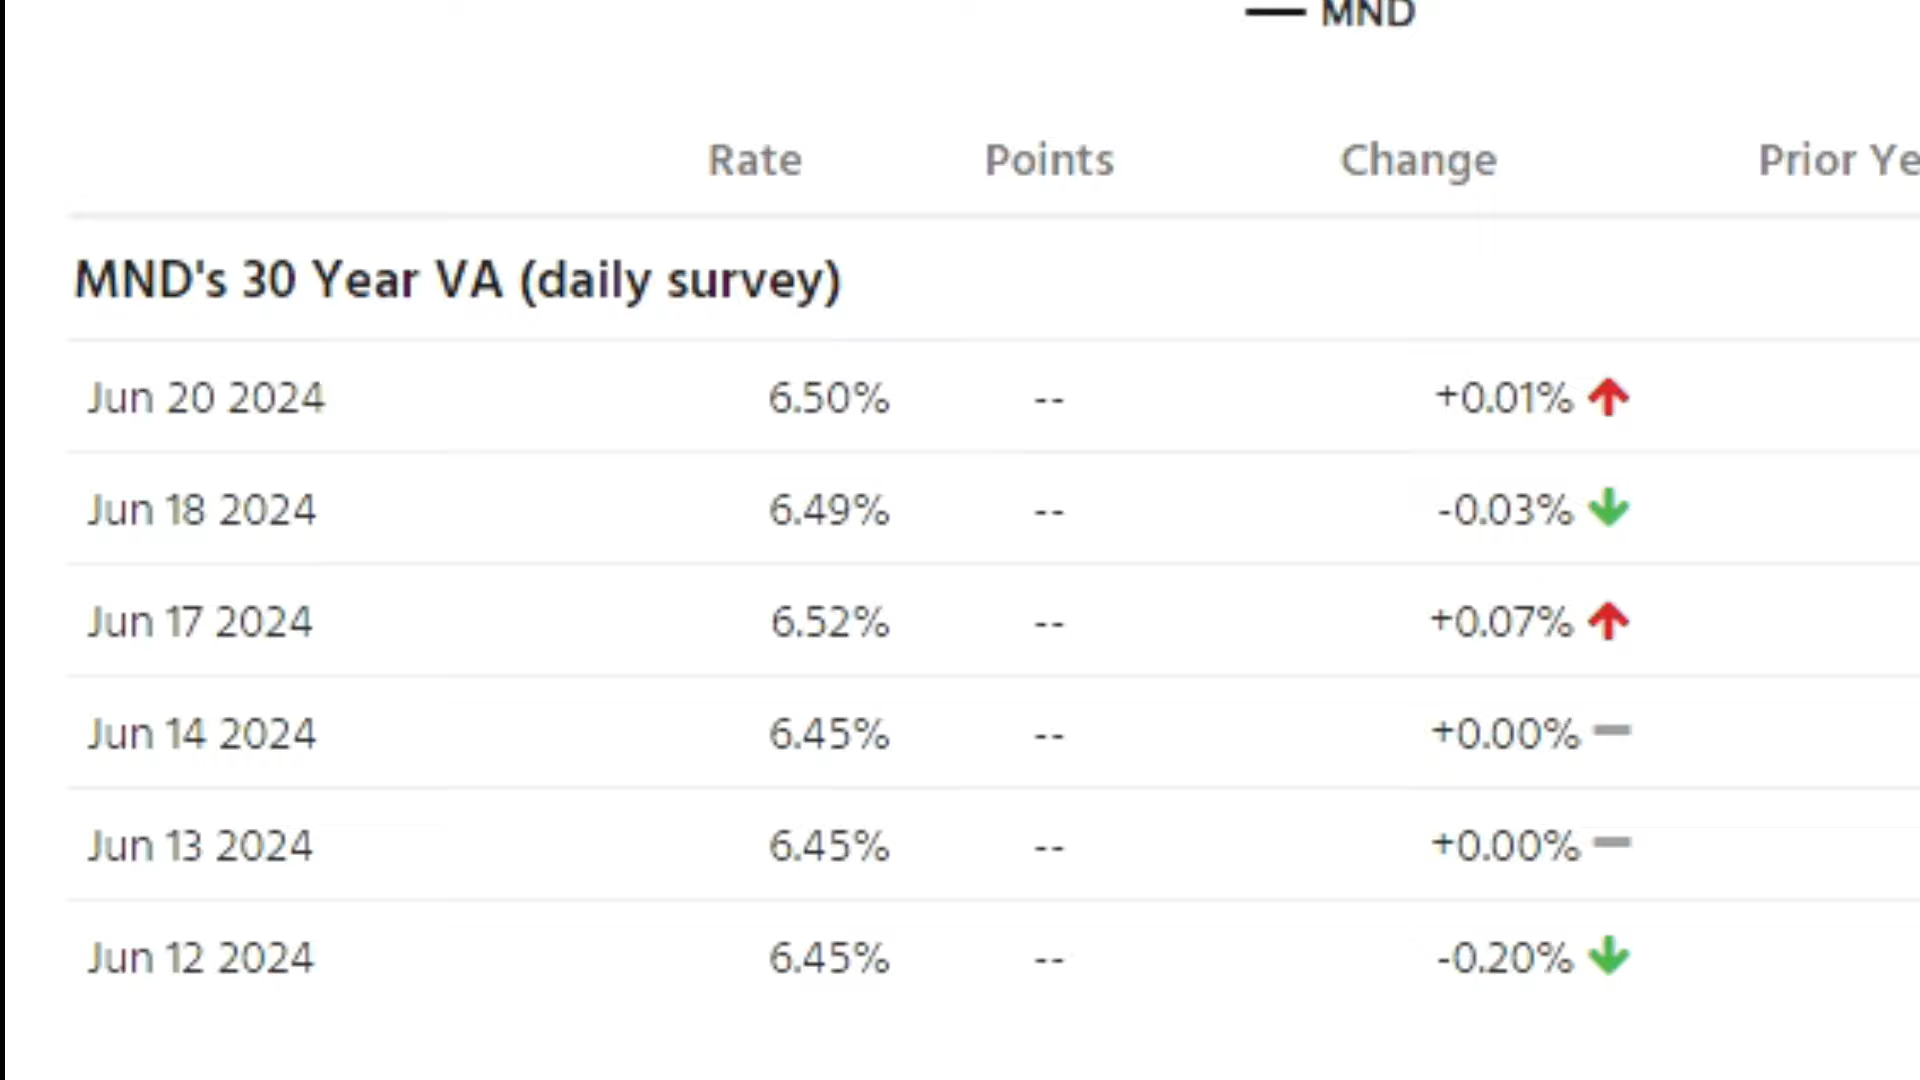 MND
Rate Points Change Prior Ye
MND's 30 Year VA (daily survey)
Jun 20 2024 6.50% -- +0.01%
Jun 18 2024 6.49% -- -0.03%
Jun 17 2024 6.52% -- +0.07%
Jun 14 2024 6.45% -- +0.00%
Jun 13 2024 6.45% -- +0.00%
Jun 12 2024 6.45% -- -0.20%